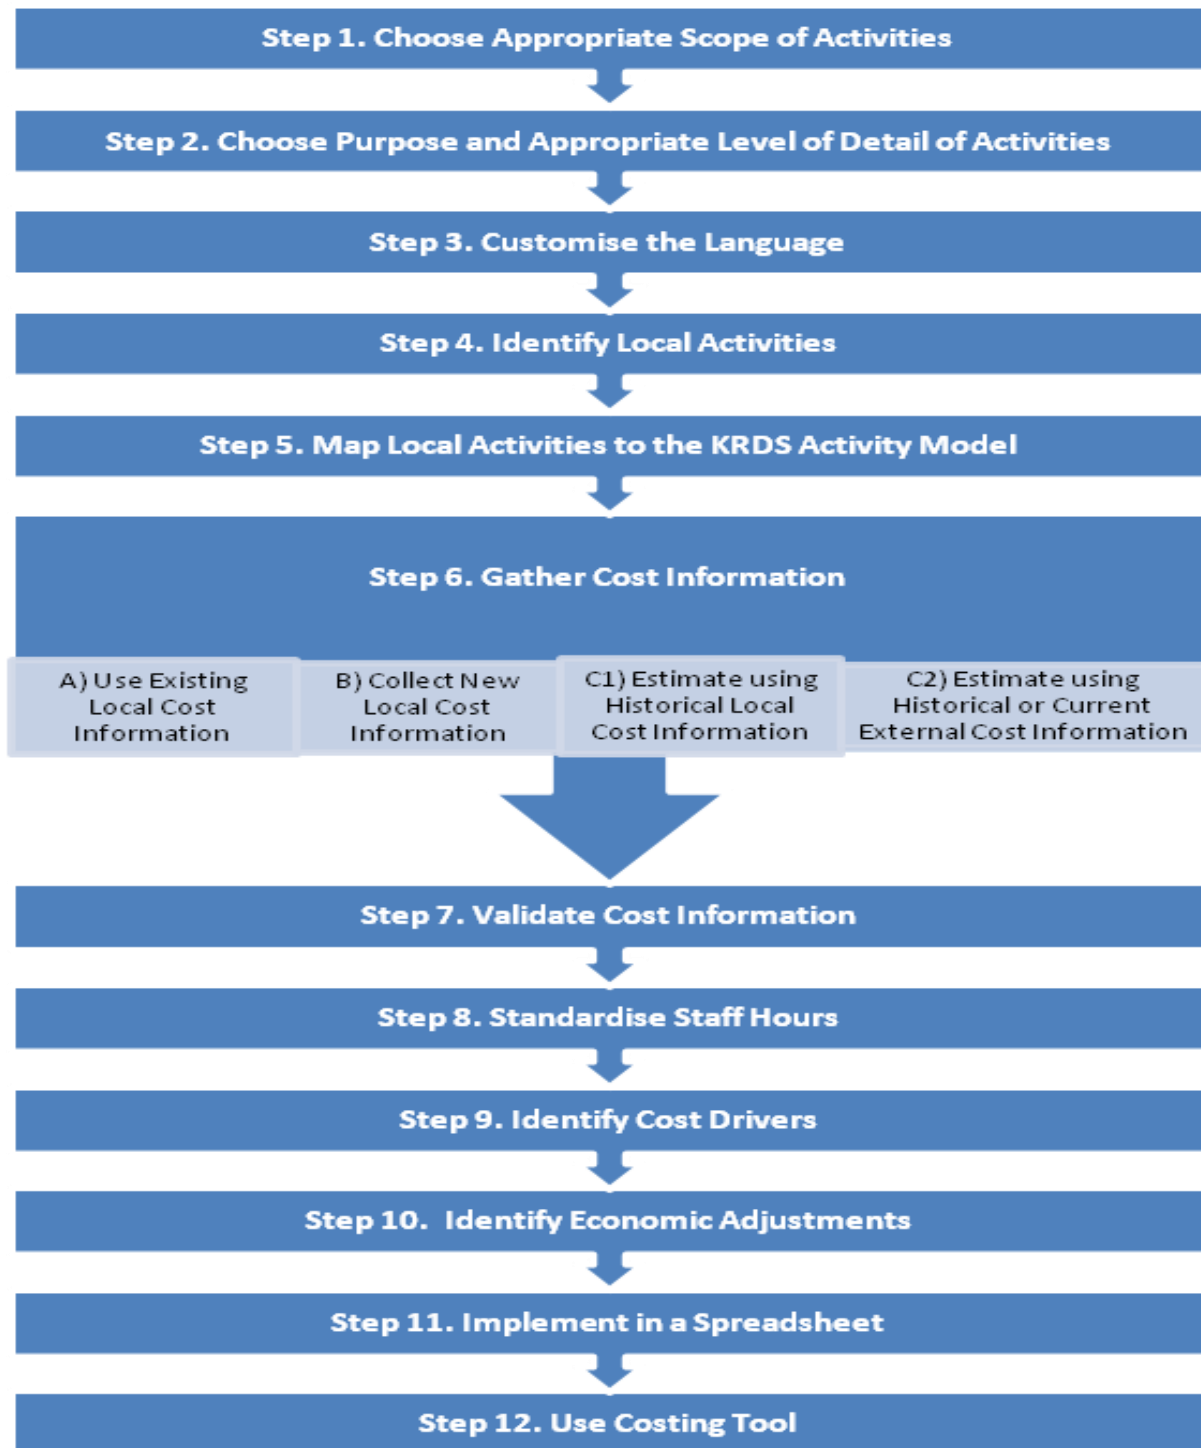 Step 1. Choose Appropriate Scope of Activities
Step 2. Choose Purpose and Appropriate Level of Detail of Activities
Step 3. Customise the Language
Step 4. Identify Local Activities
Step 5. Map Local Activities to the KRDS Activity Model
Step 6. Gather Cost Information
A) Use Existing
Local Cost
Information
B) Collect New
Local Cost
Information
C1) Estimate using
Historical Local
Cost Information
C2) Estimate using
Historical or Current
External Cost Information
Step 7. Validate Cost Information
Step 8. Standardise Staff Hours
Step 9. Identify Cost Drivers
Step 10. Identify Economic Adjustments
Step 11. Implement in a Spreadsheet
Step 12. Use Costing Tool